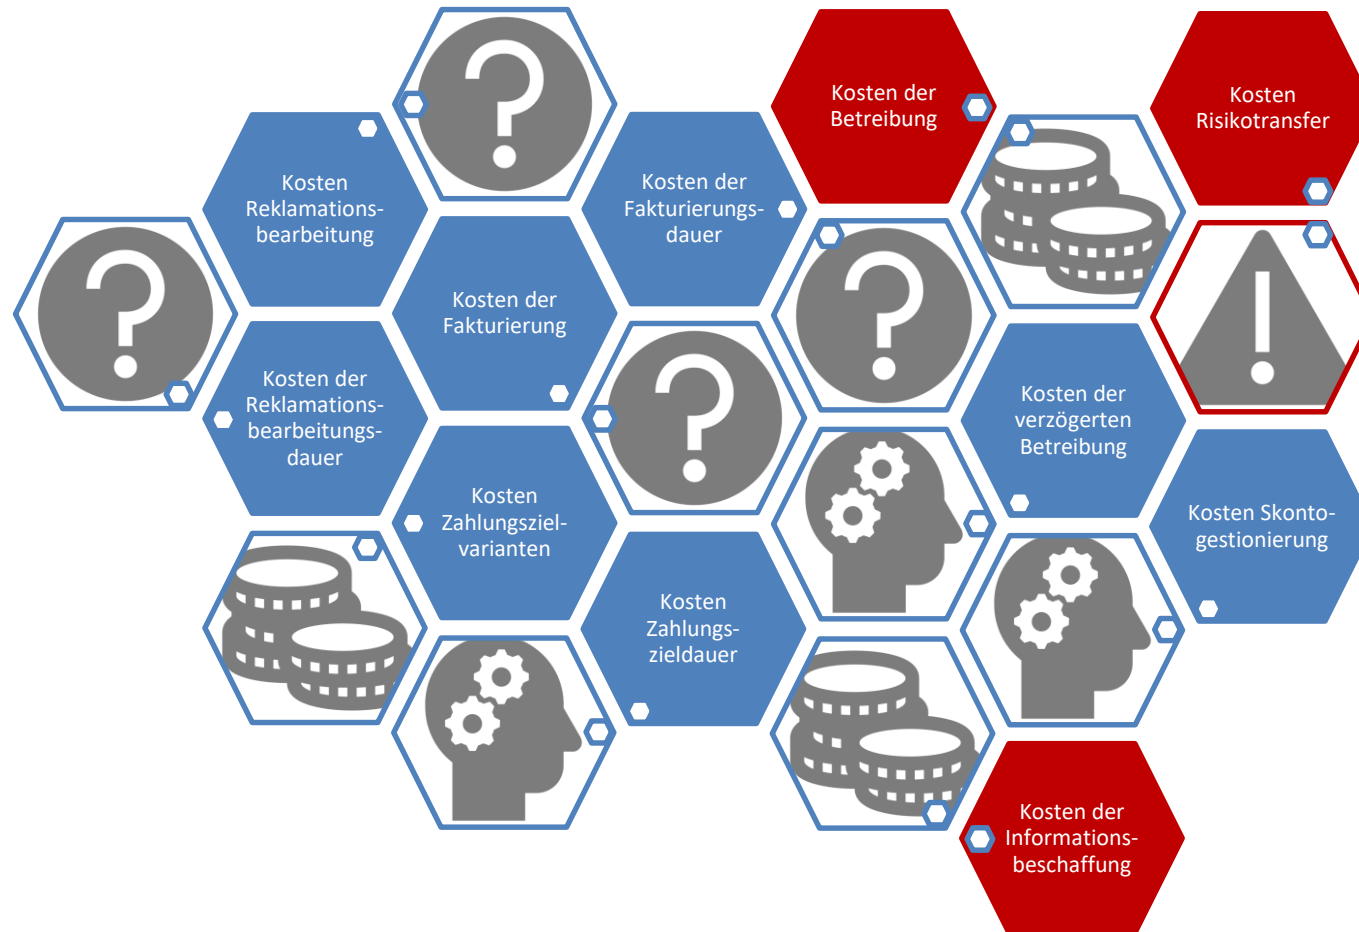 Kosten der
Betreibung
Kosten
Risikotransfer
Kosten
Reklamations-
bearbeitung
Kosten der
Fakturierungs-
dauer
Kosten der
Fakturierung
Kosten der
Reklamations-
bearbeitungs-
dauer
Kosten der
verzögerten
Betreibung
Kosten
Zahlungsziel-
varianten
Kosten Skonto-
gestionierung
Kosten
Zahlungs-
zieldauer
Kosten der
Informations-
beschaffung